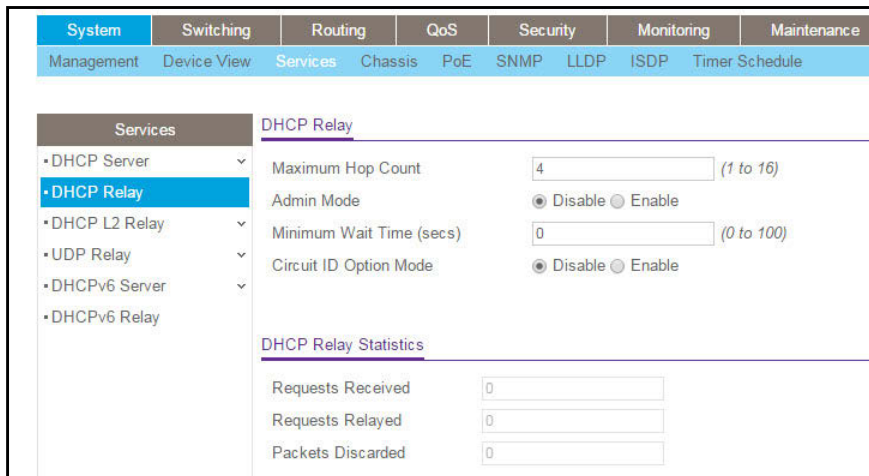 System Switching Routing QoS Security Monitoring Maintenance
Management Device View Services Chassis PoE SNMP LLDP ISDP Timer Schedule
Services
DHCP Server
DHCP Relay
DHCP L2 Relay
UDP Relay
DHCPv6 Server
DHCPv6 Relay
DHCP Relay
Maximum Hop Count 4 (1 to 16)
Admin Mode Disable Enable
Minimum Wait Time (secs) 0 (0 to 100)
Circuit ID Option Mode Disable Enable
DHCP Relay Statistics
Requests Received 0
Requests Relayed 0
Packets Discarded 0